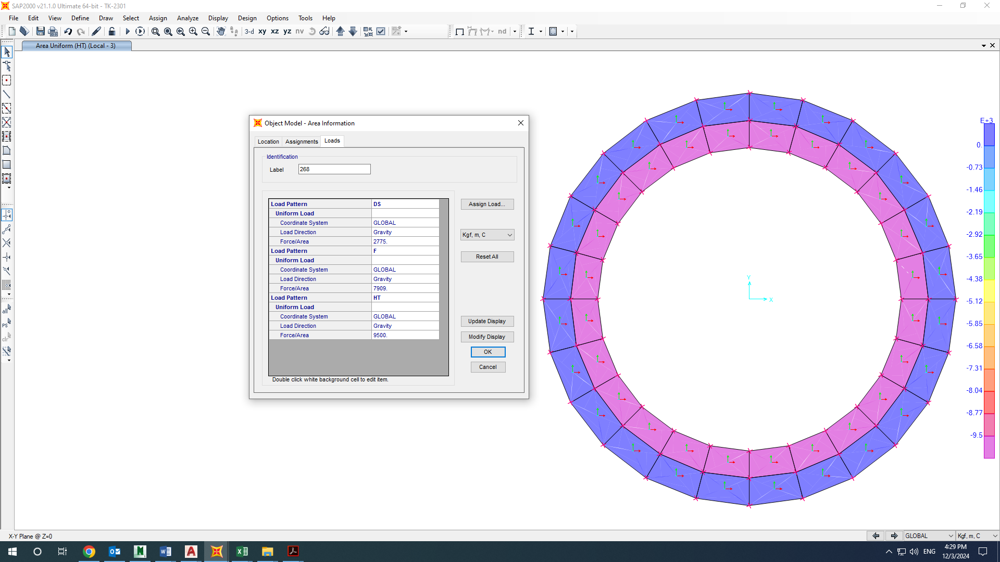 SAP2000 v21.1.0 Ultimate 64-bit - TK-2301
File Edit View Define Draw Select Assign Analyze Display Design Options Tools Help
3-d xy xz yz nv nd
Area Uniform (HT) (Local - 3)
Object Model - Area Information
Location Assignments Loads
Identification
Label 268
Load Pattern DS
Uniform Load
Coordinate System GLOBAL
Load Direction Gravity
Force/Area 2775.
Load Pattern F
Uniform Load
Coordinate System GLOBAL
Load Direction Gravity
Force/Area 7909.
Load Pattern HT
Uniform Load
Coordinate System GLOBAL
Load Direction Gravity
Force/Area 9500.
Double click white background cell to edit item.
Assign Load...
Kgf, m, C
Reset All
Update Display
Modify Display
OK
Cancel
Y
X
E+3
0.
-0.73
-1.46
-2.19
-2.92
-3.65
-4.38
-5.12
-5.85
-6.58
-7.31
-8.04
-8.77
-9.5
all
PS
clr
X-Y Plane @ Z=0
GLOBAL
Kgf, m, C
ENG
4:29 PM
12/3/2024